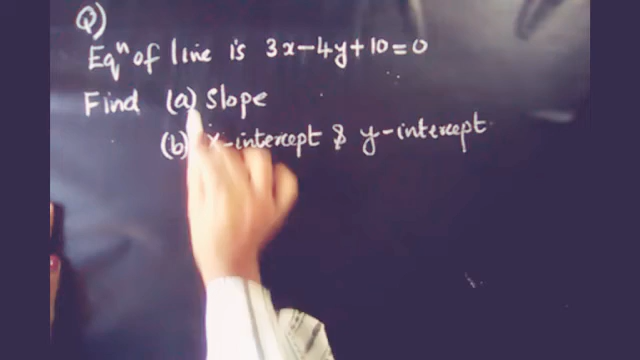 Q)
Eqⁿ of line is 3x-4y+10=0
Find (a) Slope
(b) x-intercept & y-intercept